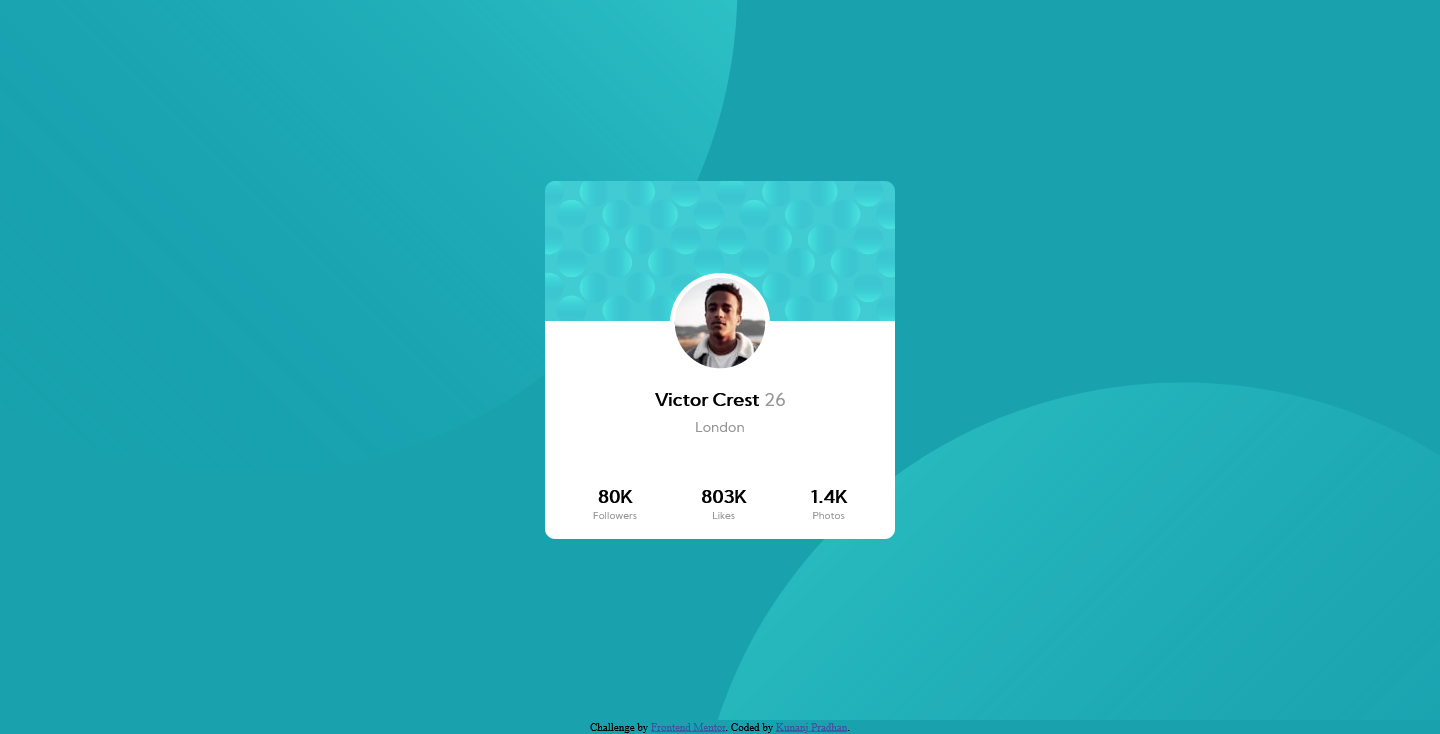 Victor Crest 26
London
80K 803K 1.4K
Followers Likes Photos
Challenge by Frontend Mentor. Coded by Kunanj Pradhan.